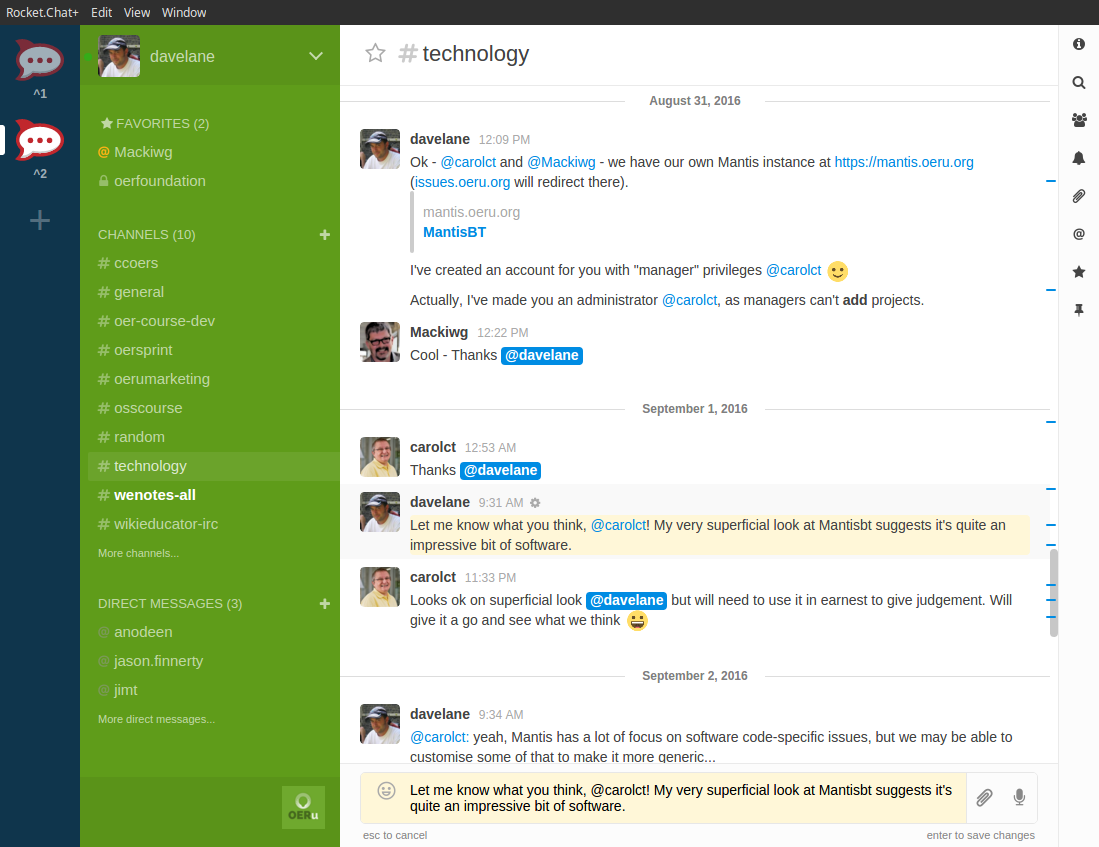 Rocket.Chat+ Edit View Window
^1
^2
davelane
FAVORITES (2)
@ Mackiwg
oerfoundation
CHANNELS (10) +
# ccoers
# general
# oer-course-dev
# oersprint
# oerumarketing
# osscourse
# random
# technology
# wenotes-all
# wikieducator-irc
More channels...
DIRECT MESSAGES (3) +
@ anodeen
@ jason.finnerty
@ jimt
More direct messages...
OERu
# technology
August 31, 2016
davelane 12:09 PM
Ok - @carolct and @Mackiwg - we have our own Mantis instance at https://mantis.oeru.org
(issues.oeru.org will redirect there).
mantis.oeru.org
MantisBT
I've created an account for you with "manager" privileges @carolct
Actually, I've made you an administrator @carolct, as managers can't add projects.
Mackiwg 12:22 PM
Cool - Thanks @davelane
September 1, 2016
carolct 12:53 AM
Thanks @davelane
davelane 9:31 AM
Let me know what you think, @carolct! My very superficial look at Mantisbt suggests it's quite an
impressive bit of software.
carolct 11:33 PM
Looks ok on superficial look @davelane but will need to use it in earnest to give judgement. Will
give it a go and see what we think
September 2, 2016
davelane 9:34 AM
@carolct: yeah, Mantis has a lot of focus on software code-specific issues, but we may be able to
customise some of that to make it more generic...
Let me know what you think, @carolct! My very superficial look at Mantisbt suggests it's
quite an impressive bit of software.
esc to cancel
enter to save changes
@